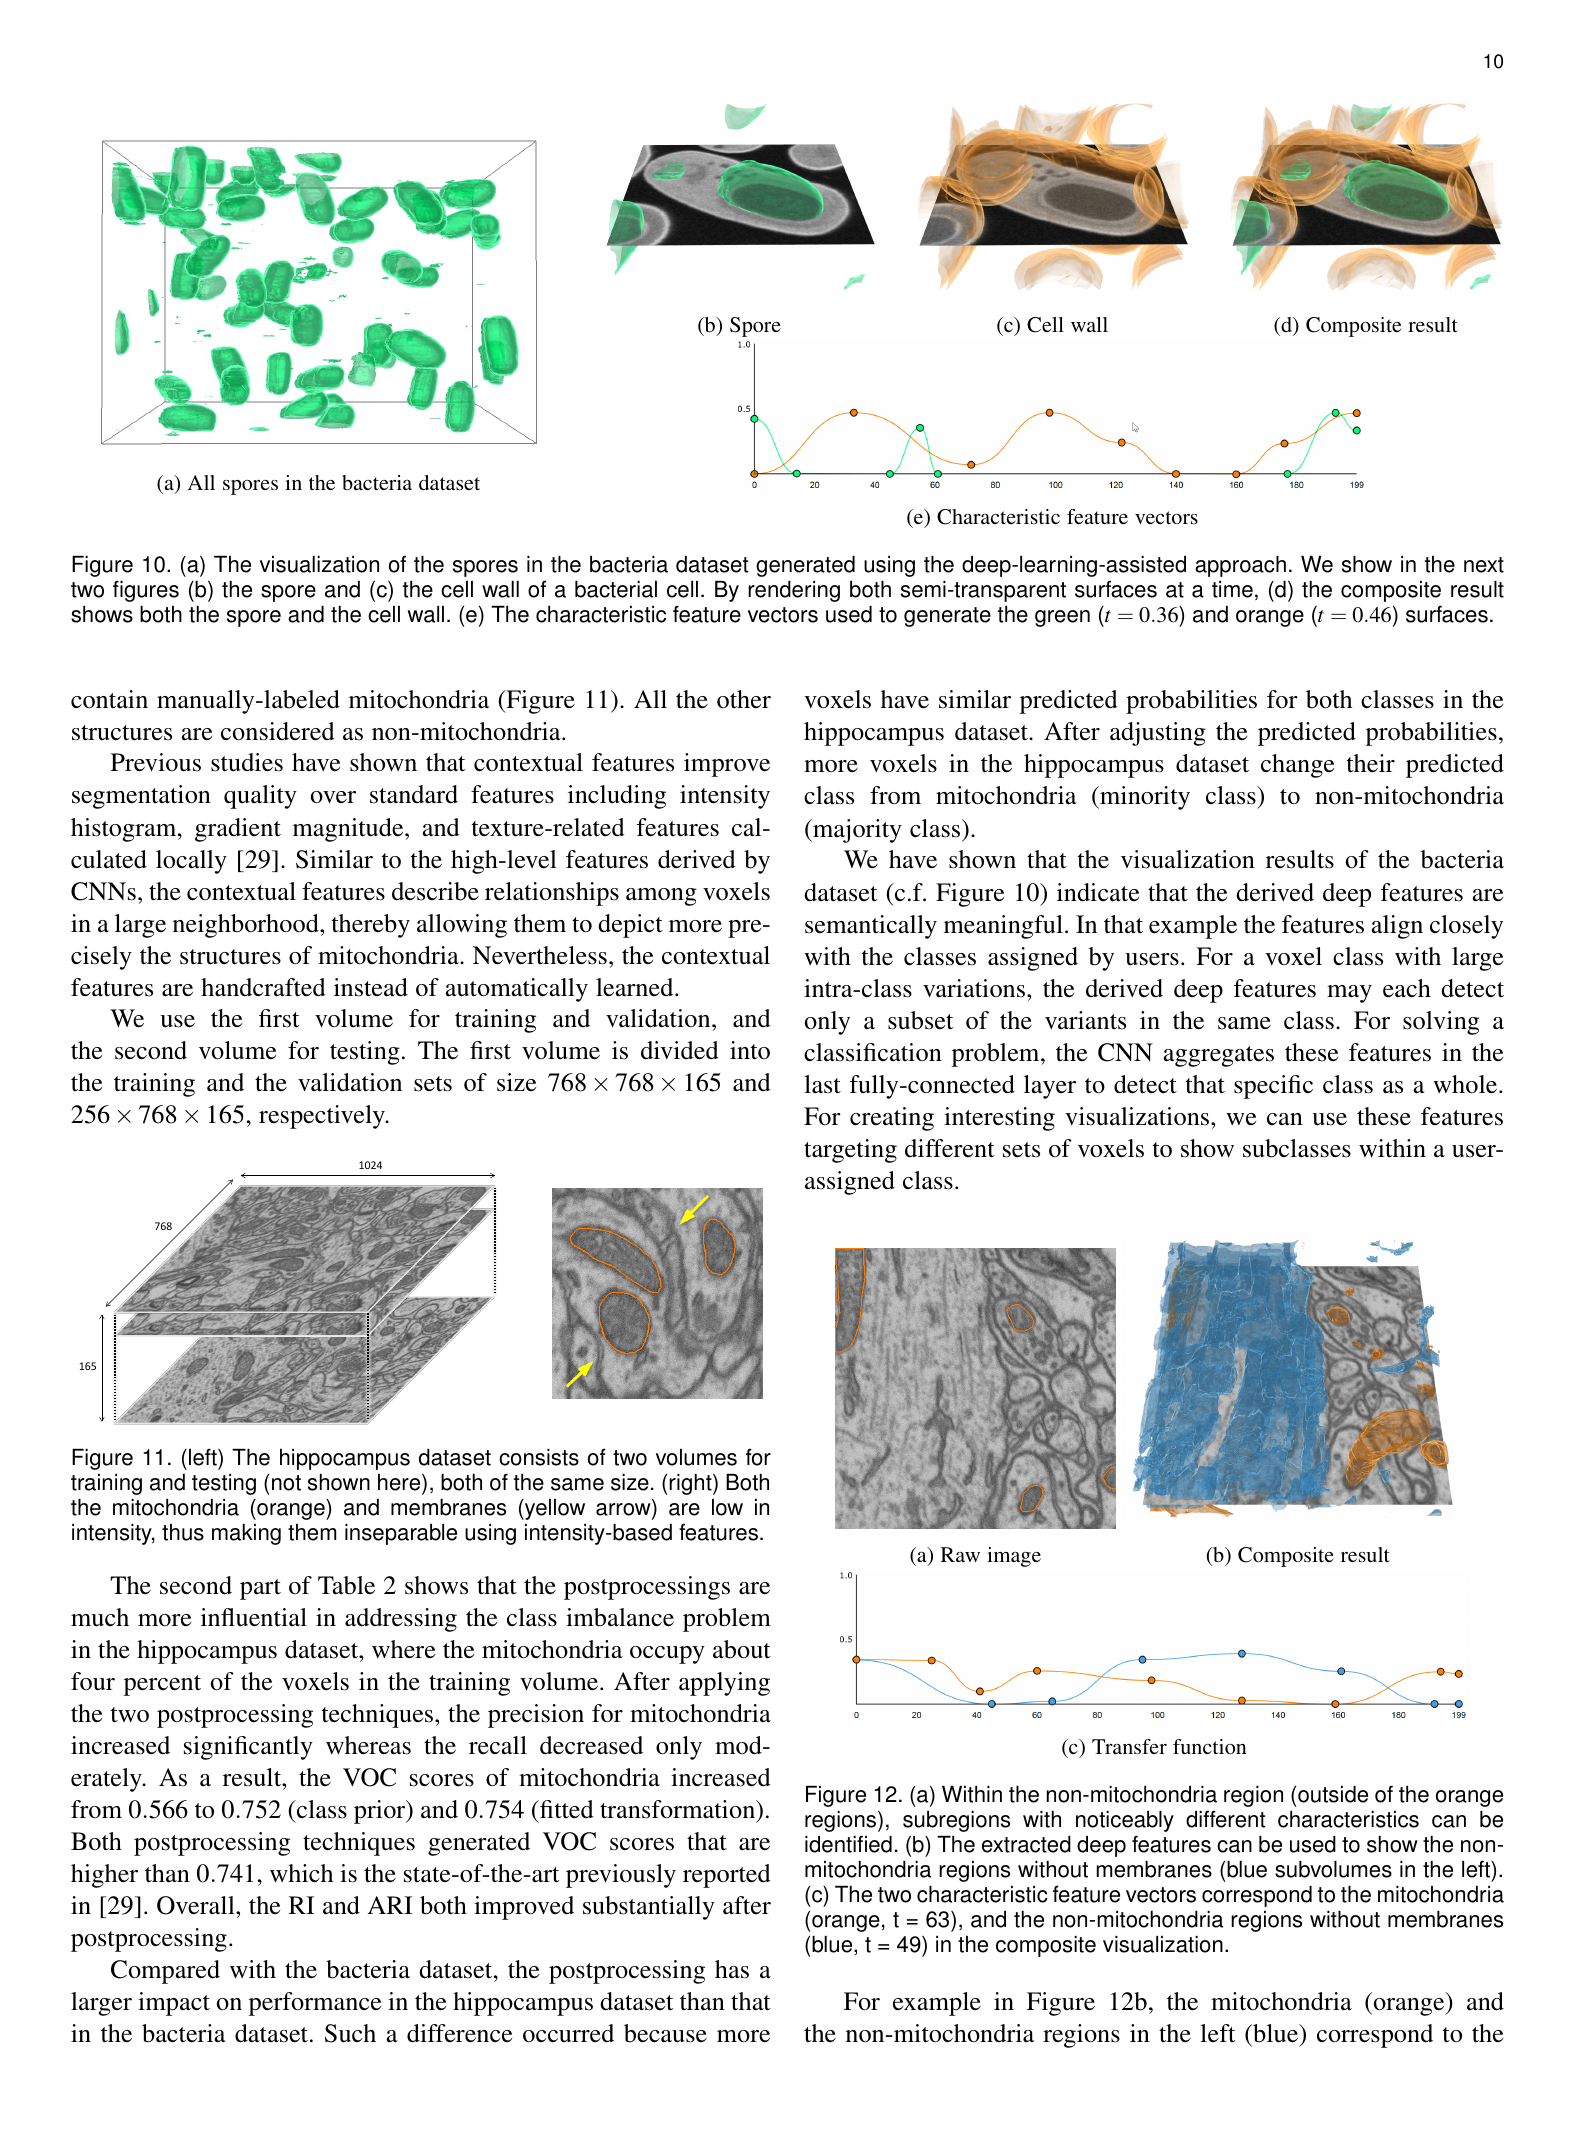 10
(a) All spores in the bacteria dataset
(b) Spore
(c) Cell wall
(d) Composite result
1.0
0.5
0 20 40 60 80 100 120 140 160 180 199
(e) Characteristic feature vectors
Figure 10. (a) The visualization of the spores in the bacteria dataset generated using the deep-learning-assisted approach. We show in the next
two figures (b) the spore and (c) the cell wall of a bacterial cell. By rendering both semi-transparent surfaces at a time, (d) the composite result
shows both the spore and the cell wall. (e) The characteristic feature vectors used to generate the green (t = 0.36) and orange (t = 0.46) surfaces.
contain manually-labeled mitochondria (Figure 11). All the other
structures are considered as non-mitochondria.
Previous studies have shown that contextual features improve
segmentation quality over standard features including intensity
histogram, gradient magnitude, and texture-related features cal-
culated locally [29]. Similar to the high-level features derived by
CNNs, the contextual features describe relationships among voxels
in a large neighborhood, thereby allowing them to depict more pre-
cisely the structures of mitochondria. Nevertheless, the contextual
features are handcrafted instead of automatically learned.
We use the first volume for training and validation, and
the second volume for testing. The first volume is divided into
the training and the validation sets of size 768 × 768 × 165 and
256 × 768 × 165, respectively.
1024
768
165
Figure 11. (left) The hippocampus dataset consists of two volumes for
training and testing (not shown here), both of the same size. (right) Both
the mitochondria (orange) and membranes (yellow arrow) are low in
intensity, thus making them inseparable using intensity-based features.
The second part of Table 2 shows that the postprocessings are
much more influential in addressing the class imbalance problem
in the hippocampus dataset, where the mitochondria occupy about
four percent of the voxels in the training volume. After applying
the two postprocessing techniques, the precision for mitochondria
increased significantly whereas the recall decreased only mod-
erately. As a result, the VOC scores of mitochondria increased
from 0.566 to 0.752 (class prior) and 0.754 (fitted transformation).
Both postprocessing techniques generated VOC scores that are
higher than 0.741, which is the state-of-the-art previously reported
in [29]. Overall, the RI and ARI both improved substantially after
postprocessing.
Compared with the bacteria dataset, the postprocessing has a
larger impact on performance in the hippocampus dataset than that
in the bacteria dataset. Such a difference occurred because more
voxels have similar predicted probabilities for both classes in the
hippocampus dataset. After adjusting the predicted probabilities,
more voxels in the hippocampus dataset change their predicted
class from mitochondria (minority class) to non-mitochondria
(majority class).
We have shown that the visualization results of the bacteria
dataset (c.f. Figure 10) indicate that the derived deep features are
semantically meaningful. In that example the features align closely
with the classes assigned by users. For a voxel class with large
intra-class variations, the derived deep features may each detect
only a subset of the variants in the same class. For solving a
classification problem, the CNN aggregates these features in the
last fully-connected layer to detect that specific class as a whole.
For creating interesting visualizations, we can use these features
targeting different sets of voxels to show subclasses within a user-
assigned class.
(a) Raw image
(b) Composite result
1.0
0.5
0 20 40 60 80 100 120 140 160 180 199
(c) Transfer function
Figure 12. (a) Within the non-mitochondria region (outside of the orange
regions), subregions with noticeably different characteristics can be
identified. (b) The extracted deep features can be used to show the non-
mitochondria regions without membranes (blue subvolumes in the left).
(c) The two characteristic feature vectors correspond to the mitochondria
(orange, t = 63), and the non-mitochondria regions without membranes
(blue, t = 49) in the composite visualization.
For example in Figure 12b, the mitochondria (orange) and
the non-mitochondria regions in the left (blue) correspond to the